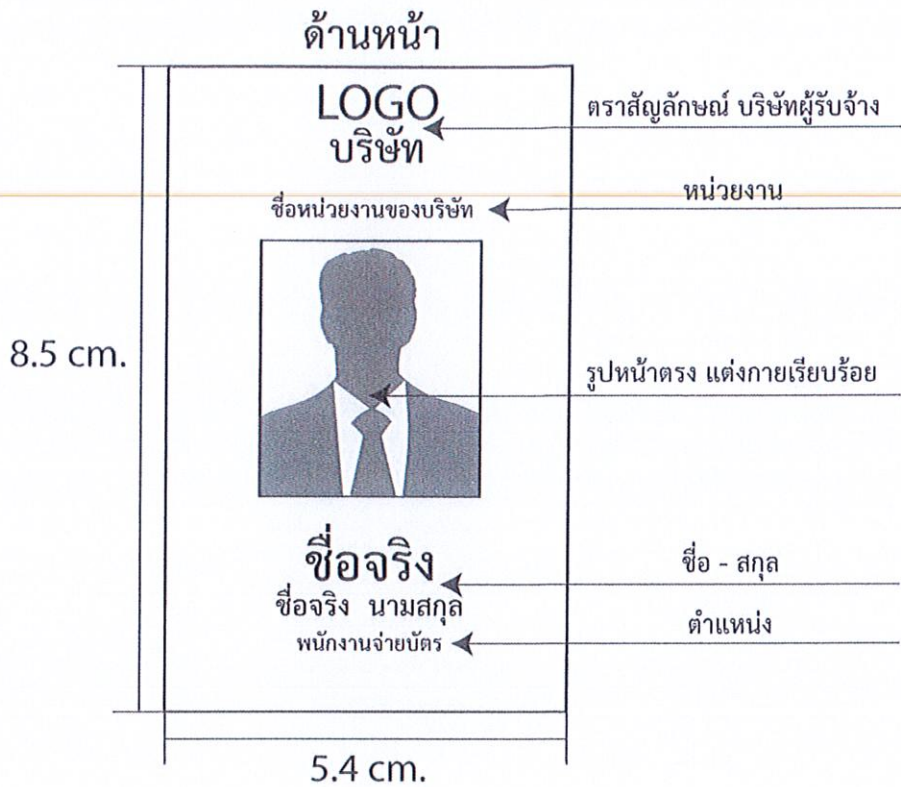 ด้านหน้า
LOGO
บริษัท
ตราสัญลักษณ์ บริษัทผู้รับจ้าง
หน่วยงาน
ชื่อหน่วยงานของบริษัท
8.5 cm.
รูปหน้าตรง แต่งกายเรียบร้อย
ชื่อจริง
ชื่อ - สกุล
ชื่อจริง นามสกุล
ตำแหน่ง
พนักงานจ่ายบัตร
5.4 cm.